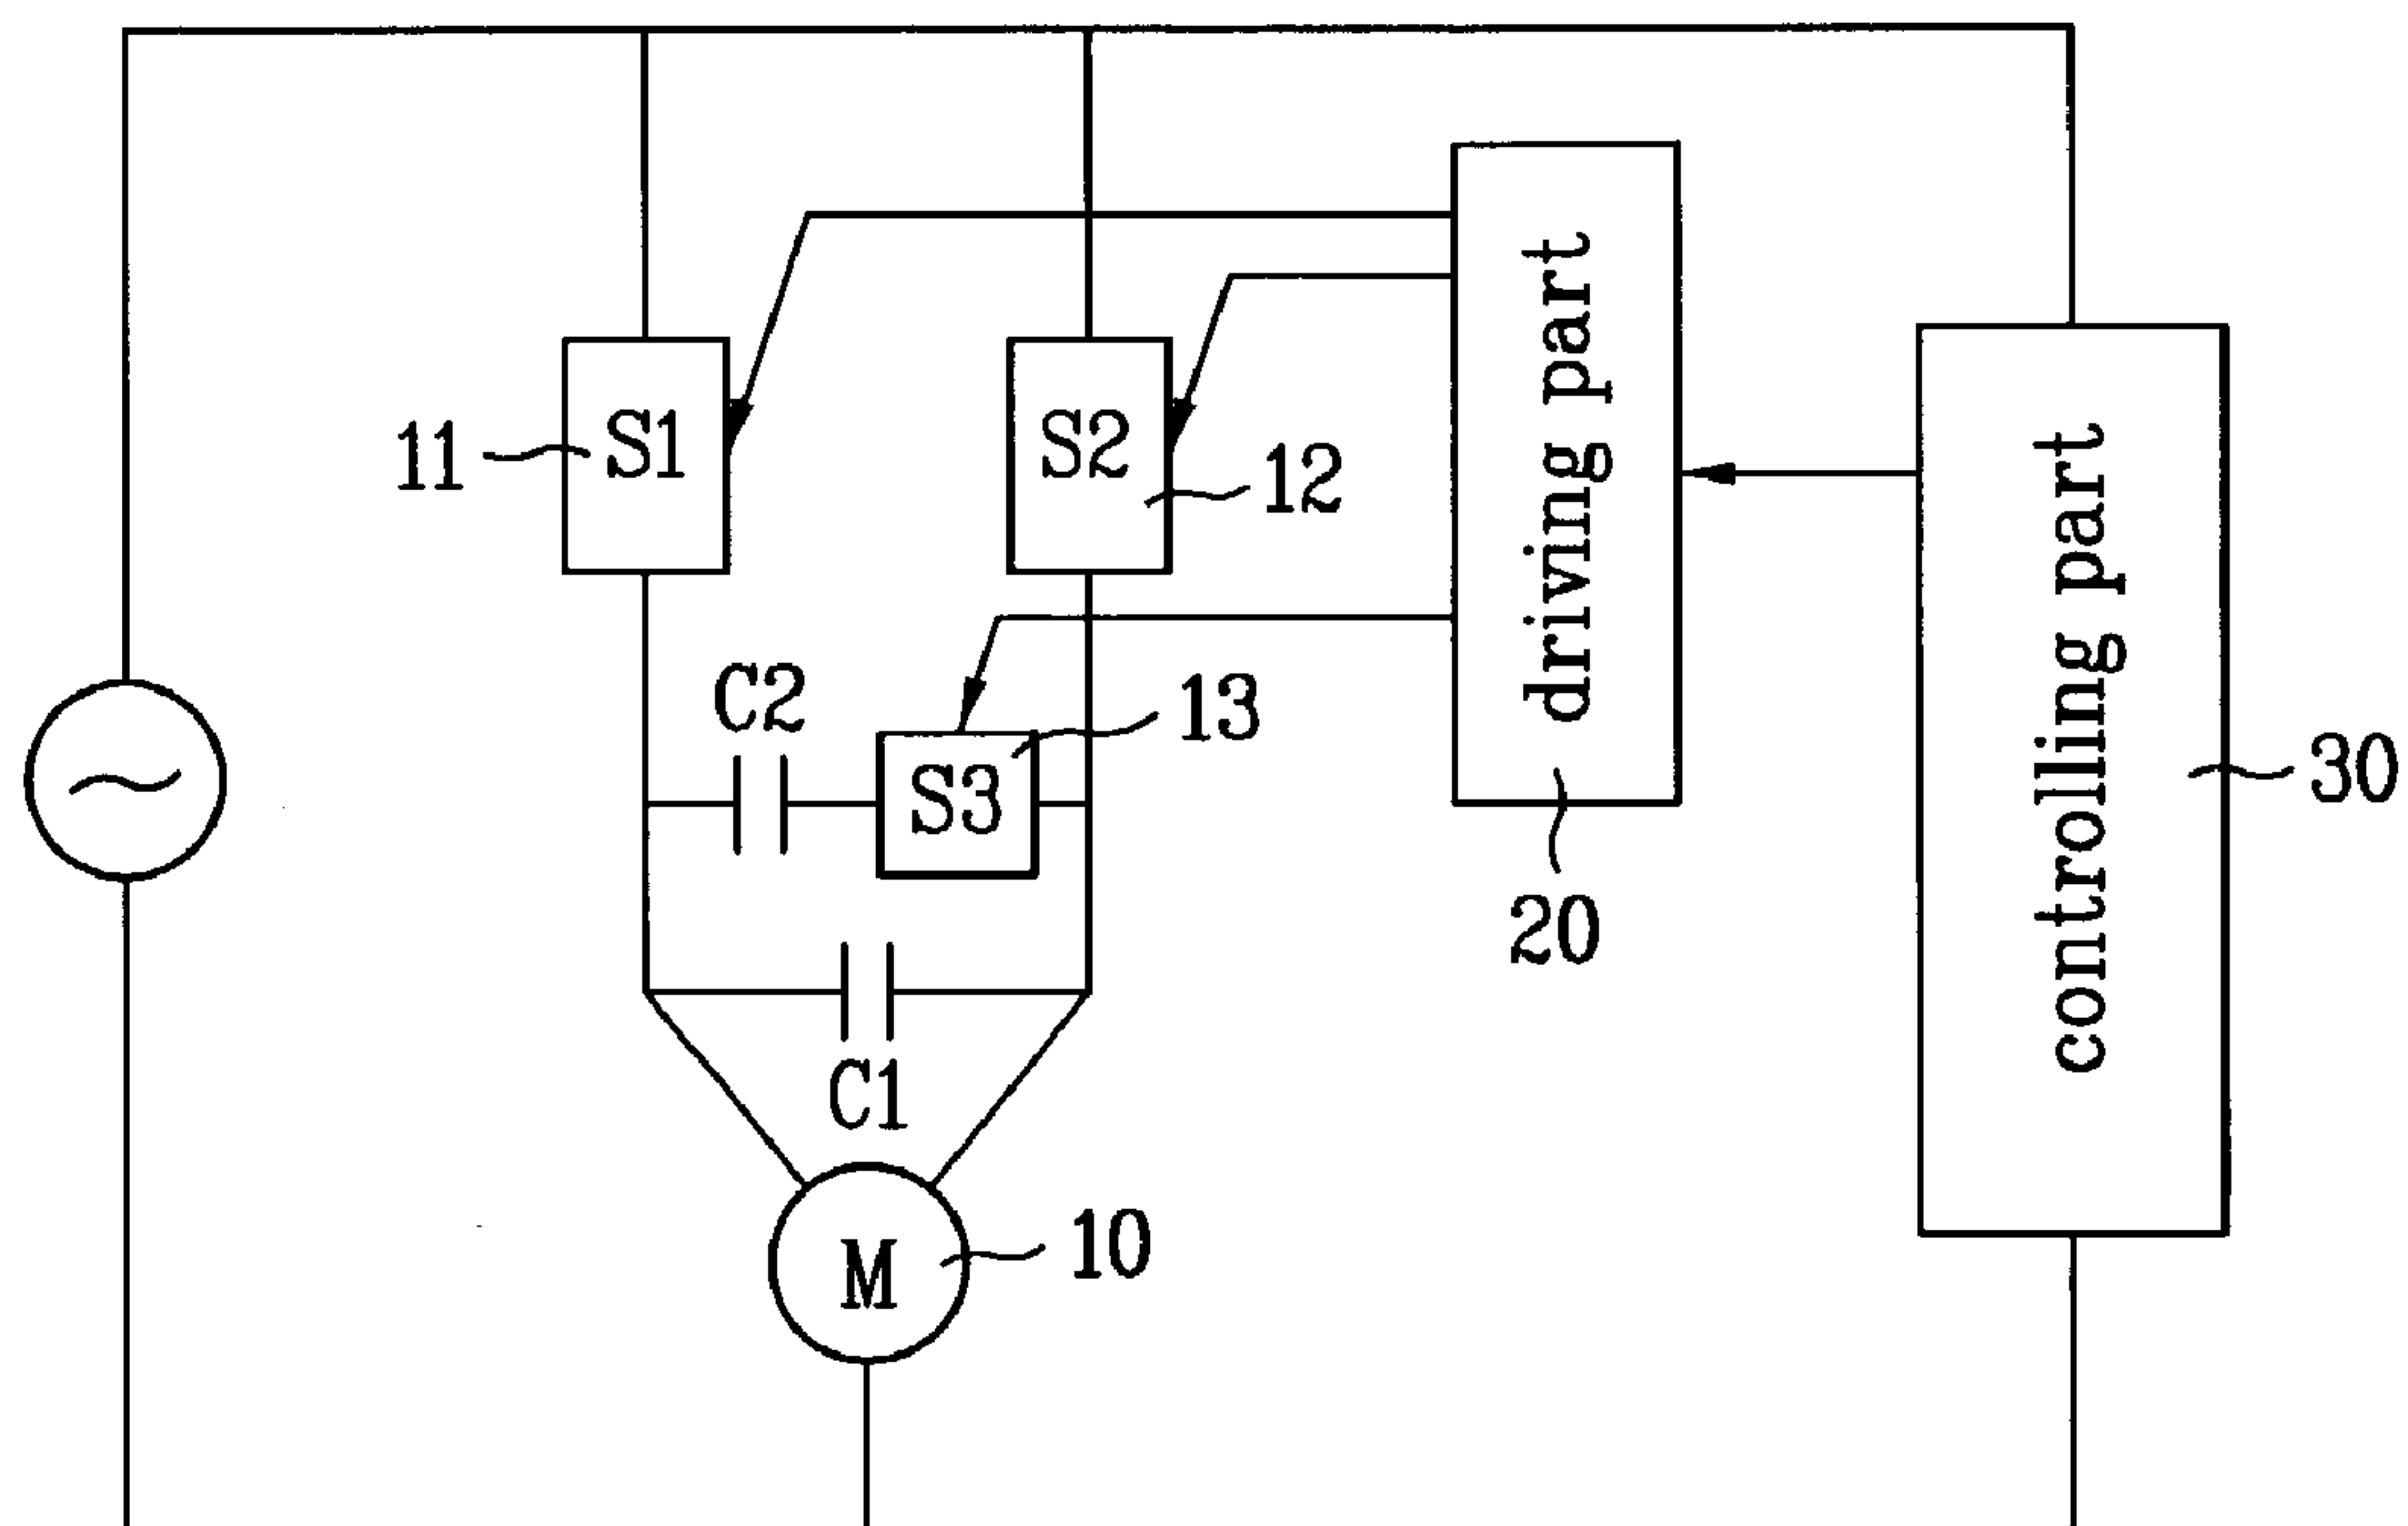 S1
11
S2
12
driving part
20
controlling part
30
C2
S3
13
C1
M
10